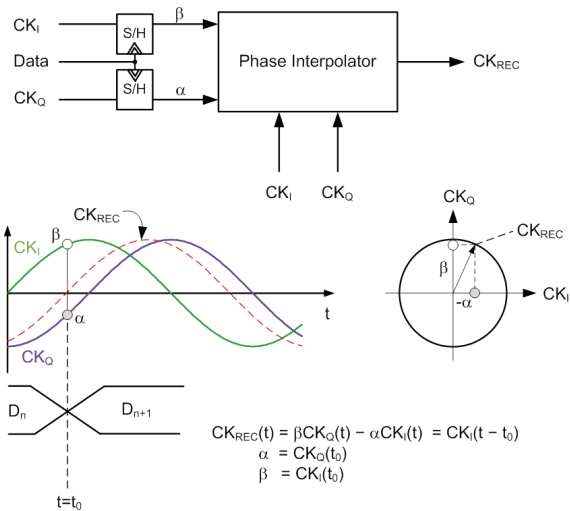 CK_I
S/H
β
Data
Phase Interpolator
CK_REC
S/H
CK_Q
α
CK_I
CK_Q
CK_REC
β
CK_I
α
t
CK_Q
CK_Q
CK_REC
β
-α
CK_I
D_n
D_n+1
t=t_0
CK_REC(t) = βCK_Q(t) − αCK_I(t) = CK_I(t − t_0)
α = CK_Q(t_0)
β = CK_I(t_0)